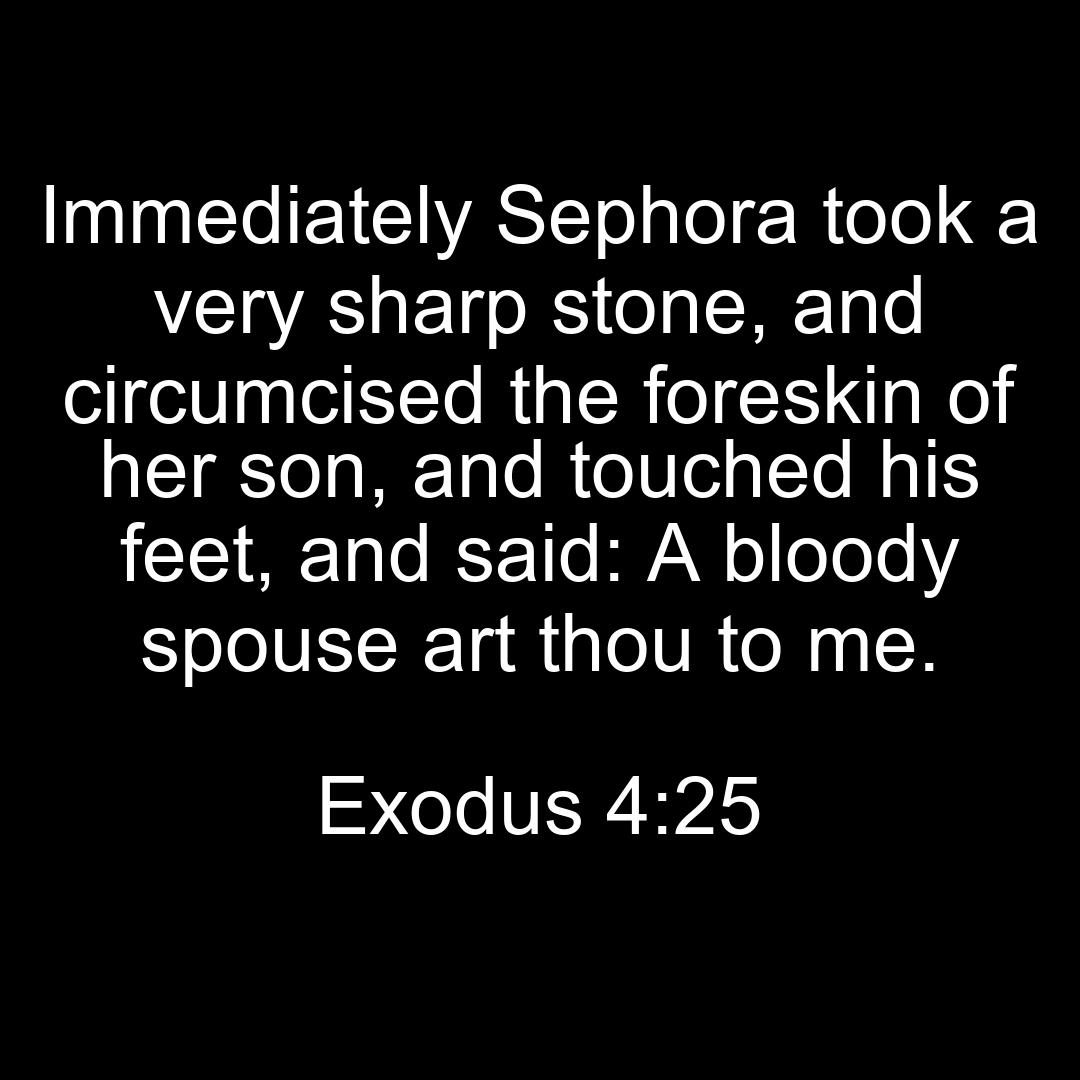 Immediately Sephora took a
very sharp stone, and
circumcised the foreskin of
her son, and touched his
feet, and said: A bloody
spouse art thou to me.
Exodus 4:25